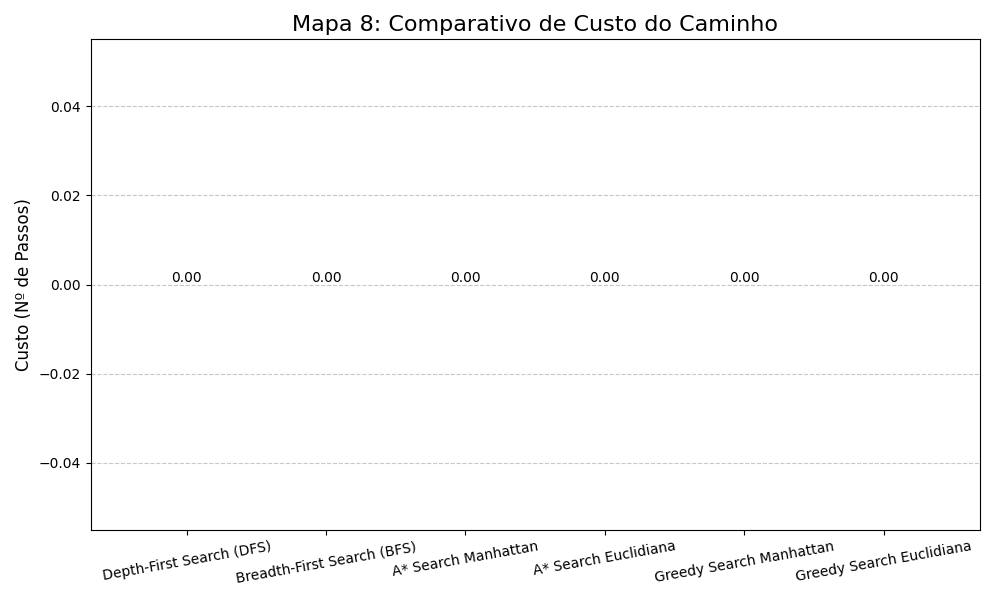 Mapa 8: Comparativo de Custo do Caminho
Custo (Nº de Passos)
0.04
0.02
0.00
−0.02
−0.04
0.00 0.00 0.00 0.00 0.00 0.00
Depth-First Search (DFS)
Breadth-First Search (BFS)
A* Search Manhattan
A* Search Euclidiana
Greedy Search Manhattan
Greedy Search Euclidiana